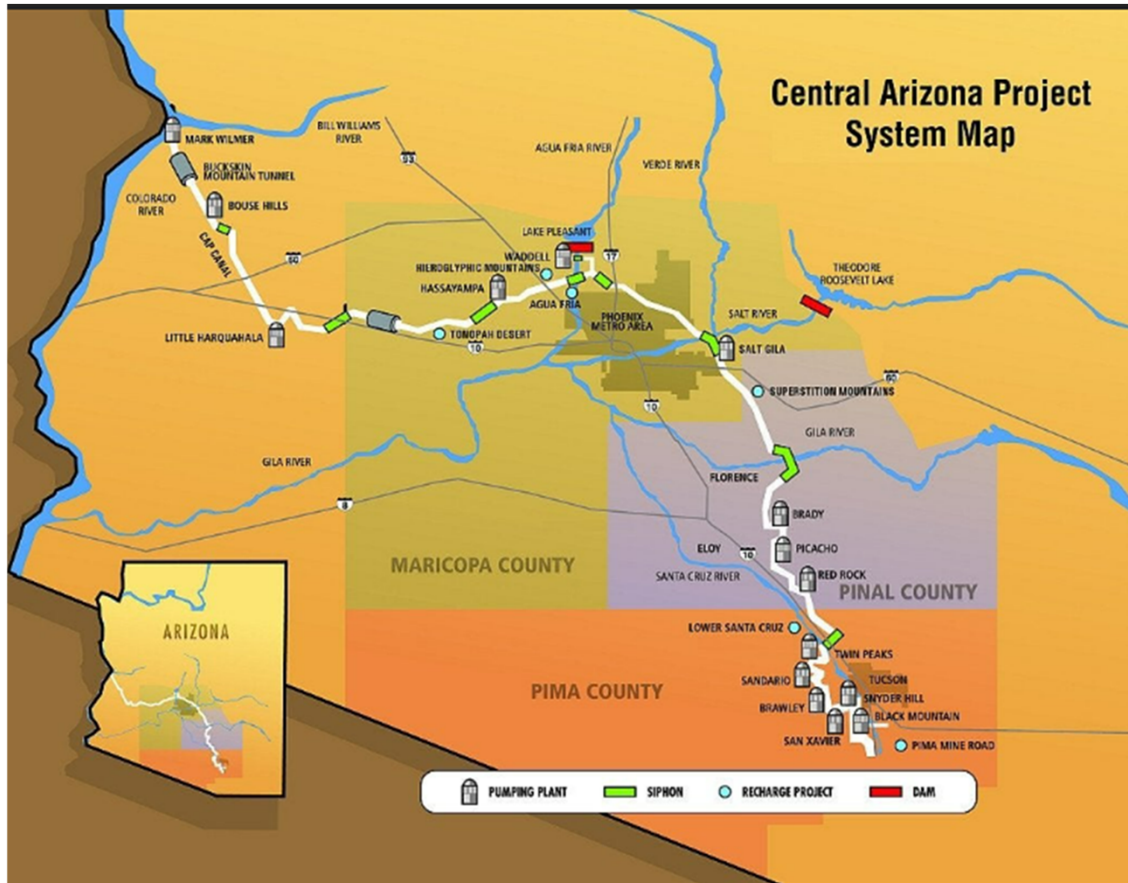 Central Arizona Project
System Map
MARK WILMER
BILL WILLIAMS
RIVER
93
AGUA FRIA RIVER
VERDE RIVER
BUCKSKIN
MOUNTAIN TUNNEL
COLORADO
RIVER
BOUSE HILLS
CAP CANAL
60
LAKE PLEASANT
17
WADDELL
HIEROGLYPHIC MOUNTAINS
HASSAYAMPA
AGUA FRIA
THEODORE
ROOSEVELT LAKE
SALT RIVER
PHOENIX
METRO AREA
LITTLE HARQUAHALA
TONOPAH DESERT
10
SALT GILA
60
SUPERSTITION MOUNTAINS
10
GILA RIVER
GILA RIVER
FLORENCE
8
BRADY
ELOY
10
PICACHO
MARICOPA COUNTY
SANTA CRUZ RIVER
RED ROCK
PINAL COUNTY
LOWER SANTA CRUZ
TWIN PEAKS
ARIZONA
SANDARIO
TUCSON
PIMA COUNTY
SNYDER HILL
BRAWLEY
BLACK MOUNTAIN
SAN XAVIER
PIMA MINE ROAD
PUMPING PLANT
SIPHON
RECHARGE PROJECT
DAM